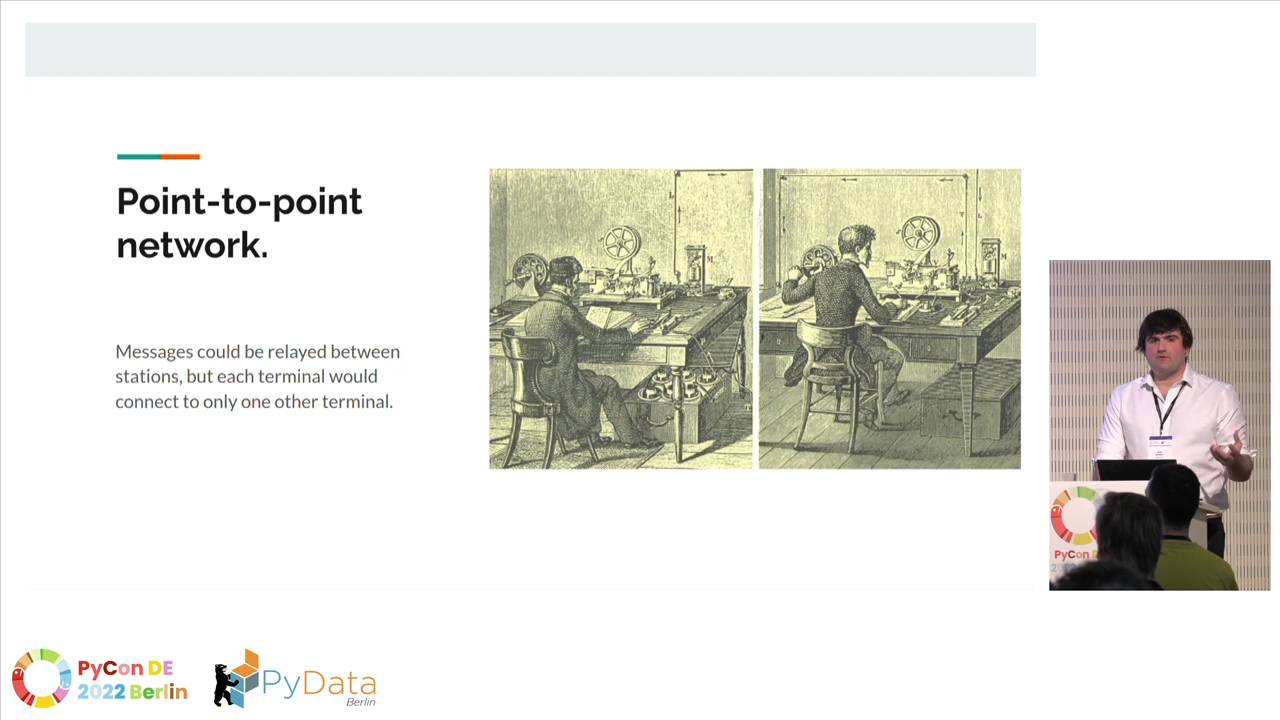 Point-to-point
network.
Messages could be relayed between
stations, but each terminal would
connect to only one other terminal.
PyCon DE
2022 Berlin
PyData
Berlin
PyCon D